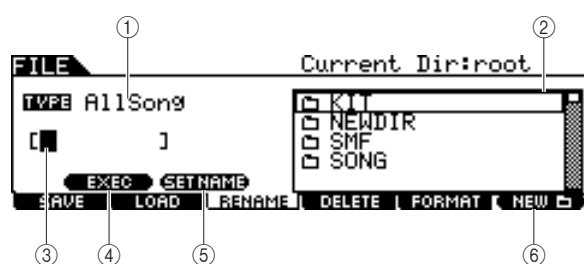 ① ②
FILE Current Dir:root
TYPE AllSong
[ ]
KIT
NEWDIR
SMF
SONG
EXEC SET NAME
SAVE LOAD RENAME DELETE FORMAT NEW
③ ④ ⑤ ⑥